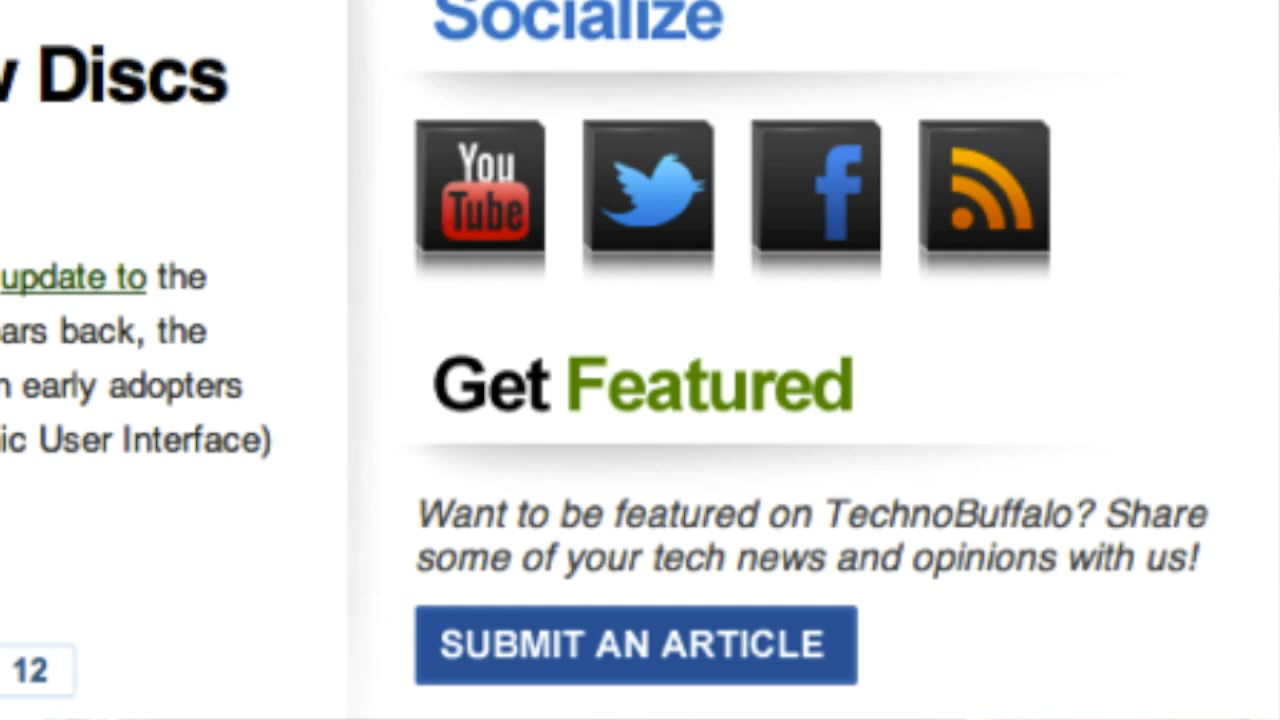 v Discs
update to the
ars back, the
n early adopters
ic User Interface)
12
Socialize
You
Tube
Get Featured
Want to be featured on TechnoBuffalo? Share
some of your tech news and opinions with us!
SUBMIT AN ARTICLE